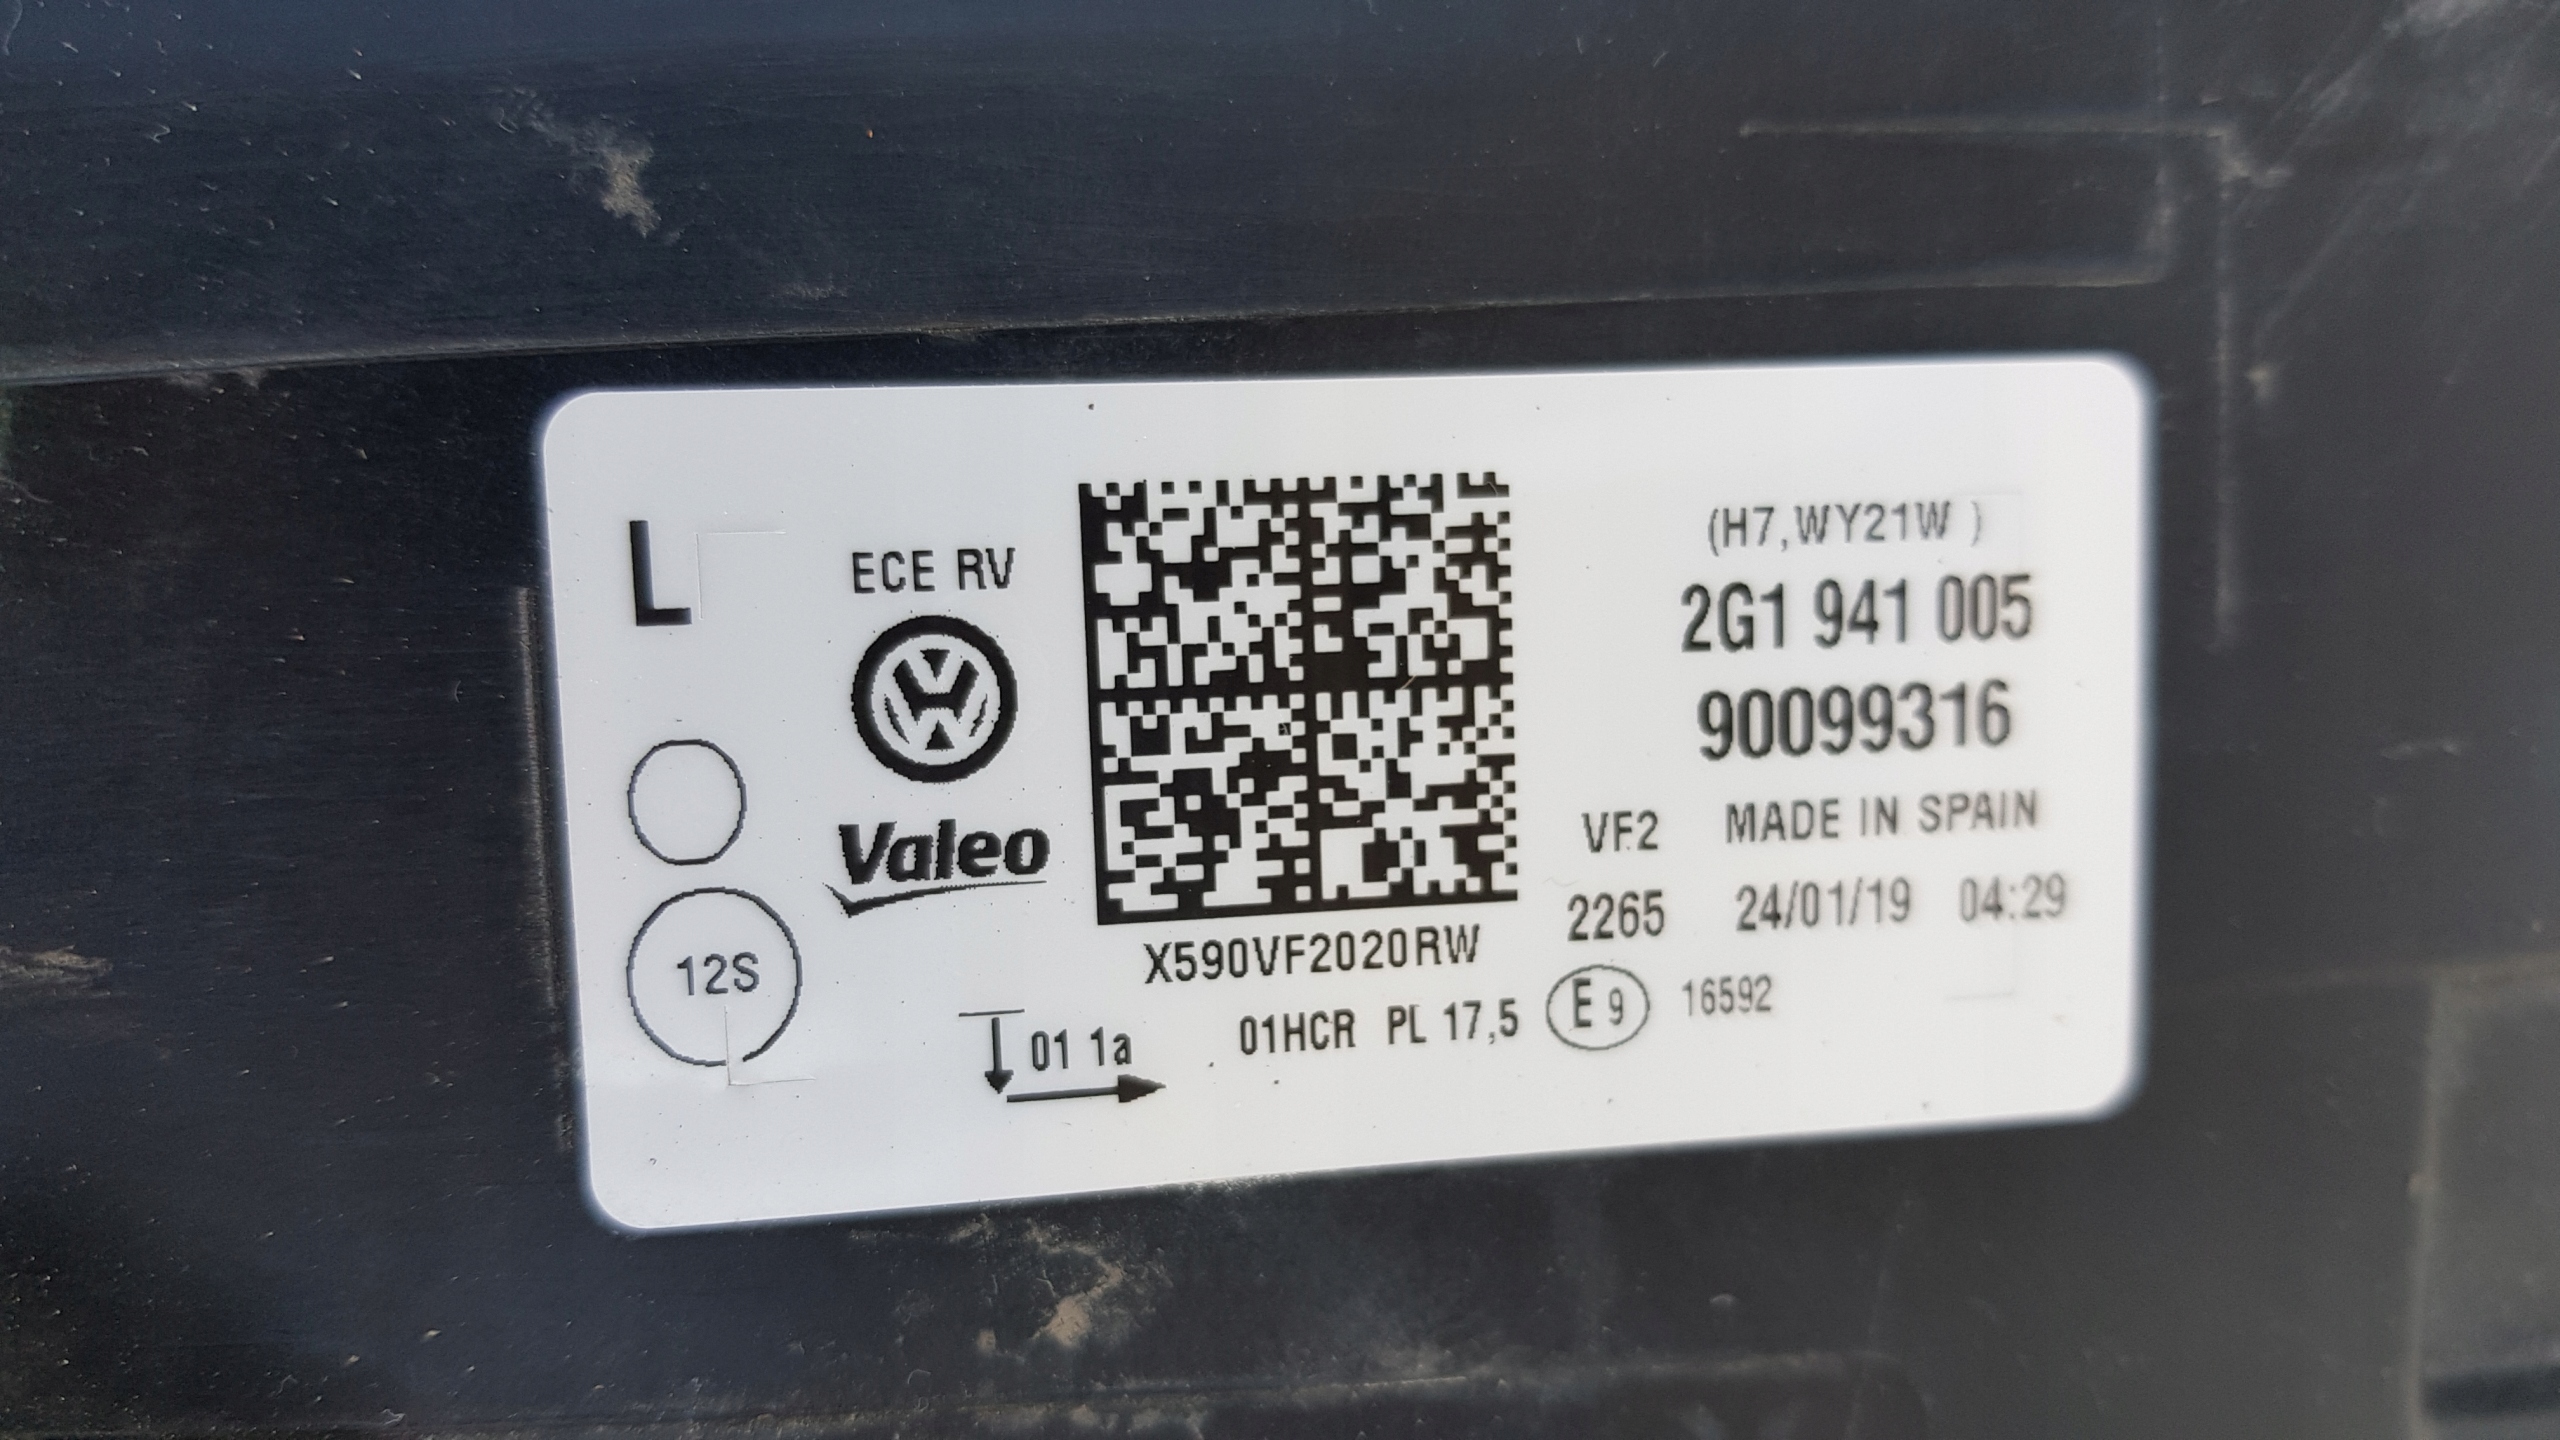 L
ECE RV
Valeo
12S
01 1a
X590VF2020RW
01HCR PL 17,5
E 9
16592
(H7,WY21W )
2G1 941 005
90099316
VF2 MADE IN SPAIN
2265 24/01/19 04:29